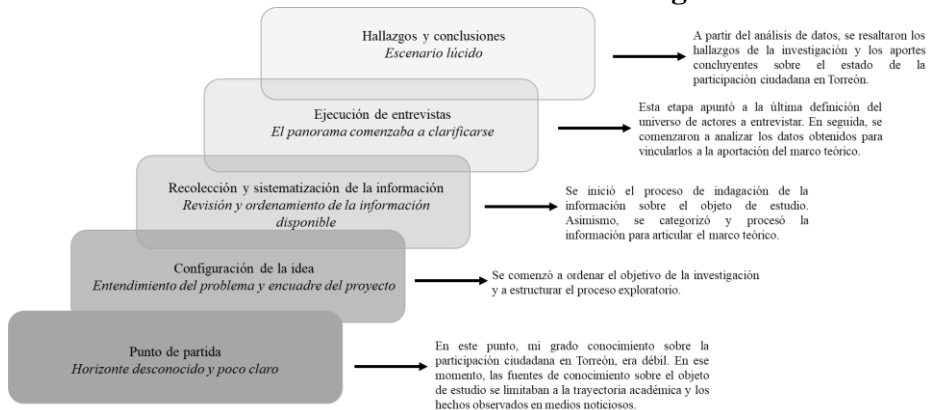 Hallazgos y conclusiones
Escenario lúcido
A partir del análisis de datos, se resaltaron los
hallazgos de la investigación y los aportes
concluyentes sobre el estado de la
participación ciudadana en Torreón.
Ejecución de entrevistas
El panorama comenzaba a clarificarse
Esta etapa apuntó a la última definición del
universo de actores a entrevistar. En seguida, se
comenzaron a analizar los datos obtenidos para
vincularlos a la aportación del marco teórico.
Recolección y sistematización de la información
Revisión y ordenamiento de la información
disponible
Se inició el proceso de indagación de la
información sobre el objeto de estudio.
Asimismo, se categorizó y procesó la
información para articular el marco teórico.
Configuración de la idea
Entendimiento del problema y encuadre del proyecto
Se comenzó a ordenar el objetivo de la investigación
y a estructurar el proceso exploratorio.
Punto de partida
Horizonte desconocido y poco claro
En este punto, mi grado conocimiento sobre la
participación ciudadana en Torreón, era débil. En ese
momento, las fuentes de conocimiento sobre el objeto
de estudio se limitaban a la trayectoria académica y los
hechos observados en medios noticiosos.